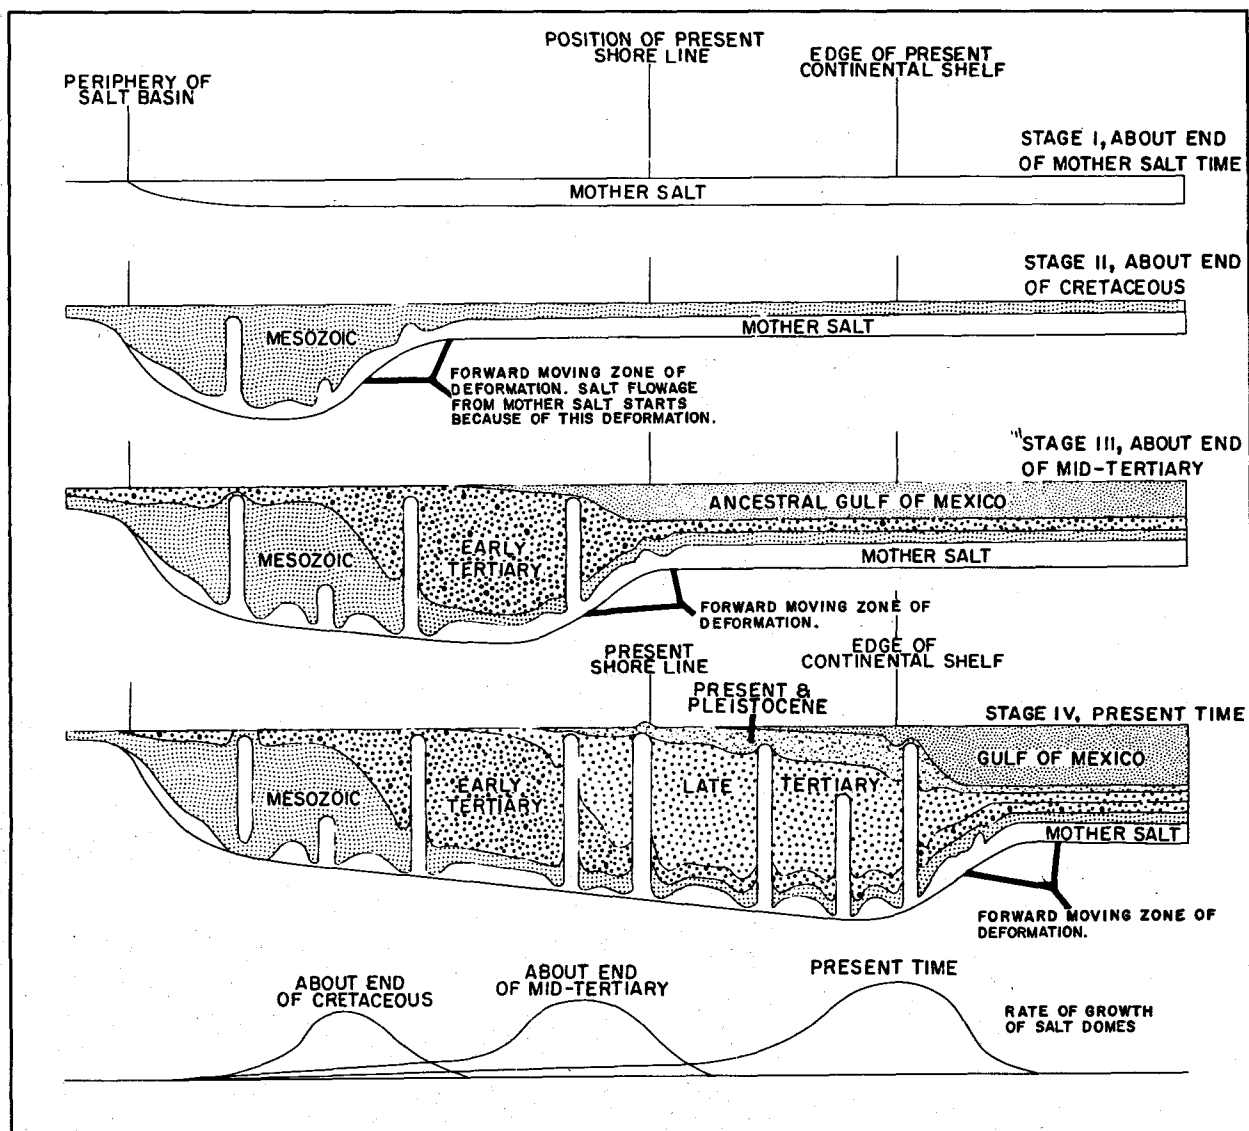 POSITION OF PRESENT
SHORE LINE
EDGE OF PRESENT
CONTINENTAL SHELF
PERIPHERY OF
SALT BASIN
STAGE I, ABOUT END
OF MOTHER SALT TIME
MOTHER SALT
STAGE II, ABOUT END
OF CRETACEOUS
MESOZOIC
MOTHER SALT
FORWARD MOVING ZONE OF
DEFORMATION. SALT FLOWAGE
FROM MOTHER SALT STARTS
BECAUSE OF THIS DEFORMATION.
STAGE III, ABOUT END
OF MID-TERTIARY
ANCESTRAL GULF OF MEXICO
MESOZOIC
EARLY
TERTIARY
MOTHER SALT
FORWARD MOVING ZONE OF
DEFORMATION.
PRESENT
SHORE LINE
EDGE OF
CONTINENTAL SHELF
PRESENT &
PLEISTOCENE
STAGE IV, PRESENT TIME
GULF OF MEXICO
MESOZOIC
EARLY
TERTIARY
LATE TERTIARY
MOTHER SALT
FORWARD MOVING ZONE OF
DEFORMATION.
ABOUT END
OF CRETACEOUS
ABOUT END
OF MID-TERTIARY
PRESENT TIME
RATE OF GROWTH
OF SALT DOMES